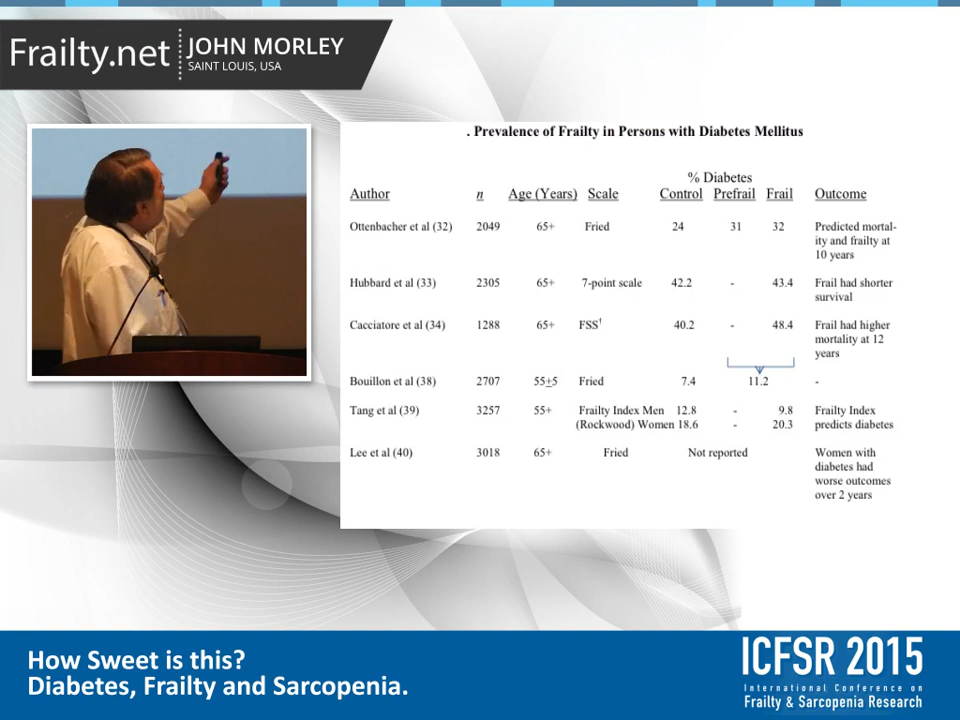 Frailty.net
JOHN MORLEY
SAINT LOUIS, USA
. Prevalence of Frailty in Persons with Diabetes Mellitus
% Diabetes
Author n Age (Years) Scale Control Prefrail Frail Outcome
Ottenbacher et al (32) 2049 65+ Fried 24 31 32 Predicted mortal-
ity and frailty at
10 years
Hubbard et al (33) 2305 65+ 7-point scale 42.2 - 43.4 Frail had shorter
survival
Cacciatore et al (34) 1288 65+ FSS† 40.2 - 48.4 Frail had higher
mortality at 12
years
Bouillon et al (38) 2707 55±5 Fried 7.4 11.2 -
Tang et al (39) 3257 55+ Frailty Index Men 12.8 - 9.8 Frailty Index
(Rockwood) Women 18.6 - 20.3 predicts diabetes
Lee et al (40) 3018 65+ Fried Not reported Women with
diabetes had
worse outcomes
over 2 years
How Sweet is this?
Diabetes, Frailty and Sarcopenia.
ICFSR 2015
International Conference on
Frailty & Sarcopenia Research